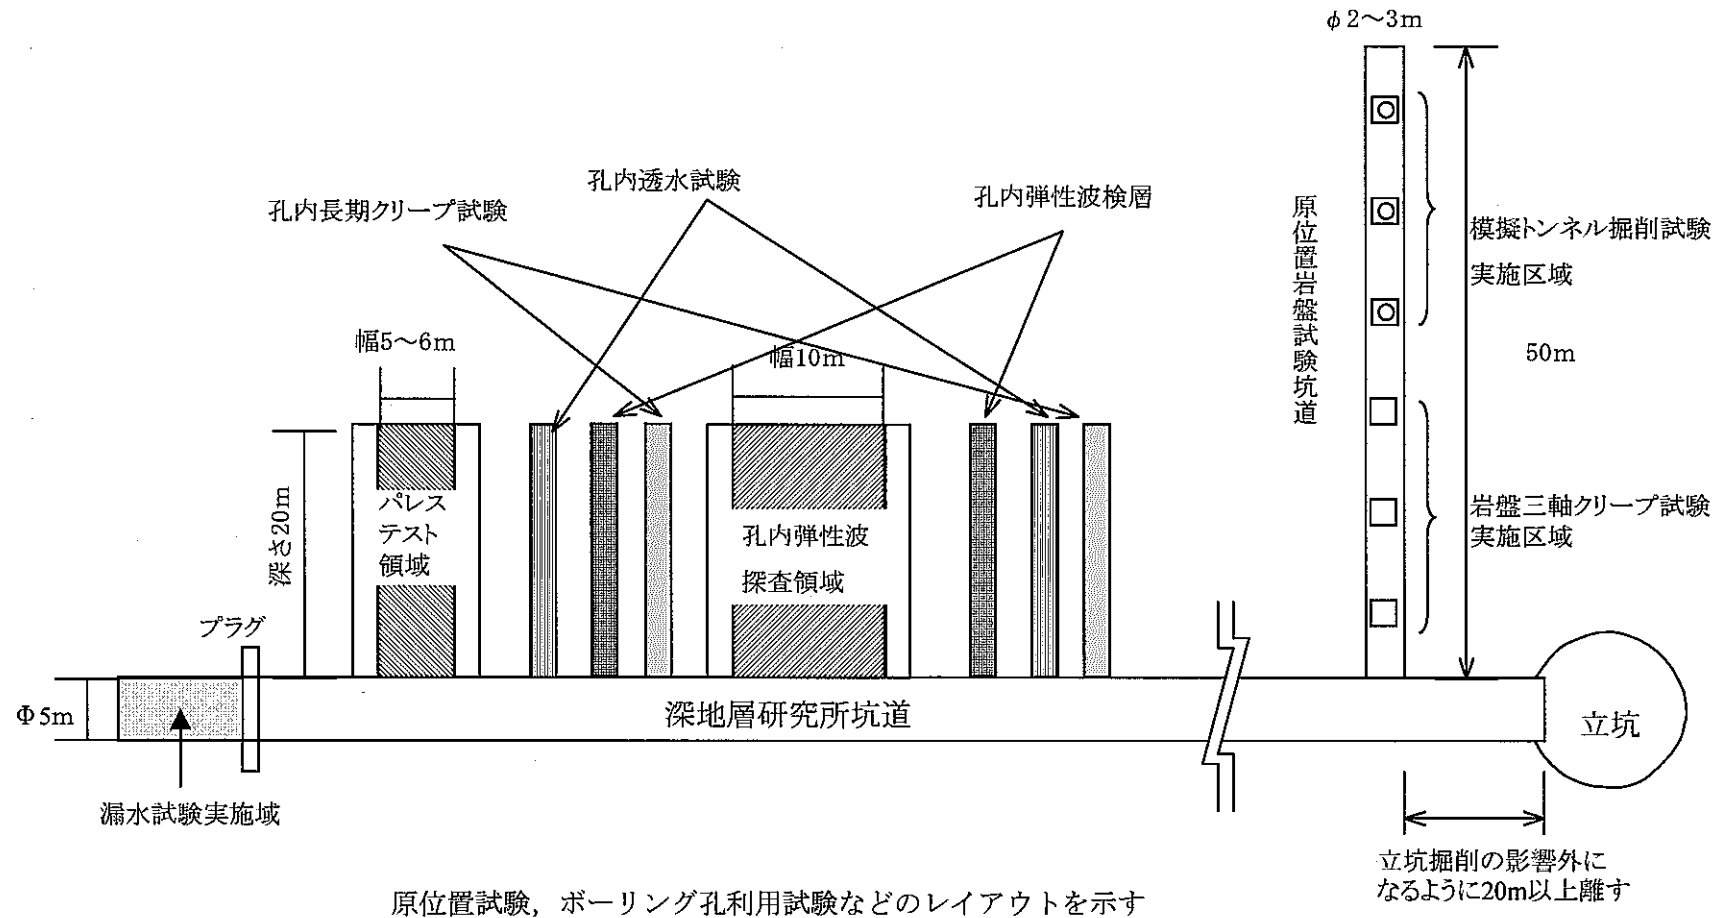 φ2～3m
孔内透水試験
孔内長期クリープ試験
孔内弾性波検層
原位置岩盤試験坑道
模擬トンネル掘削試験
実施区域
50m
幅5～6m
幅10m
深さ20m
パレス
テスト
領域
孔内弾性波
探査領域
岩盤三軸クリープ試験
実施区域
プラグ
Φ5m
深地層研究所坑道
立坑
漏水試験実施域
立坑掘削の影響外に
なるように20m以上離す
原位置試験，ボーリング孔利用試験などのレイアウトを示す